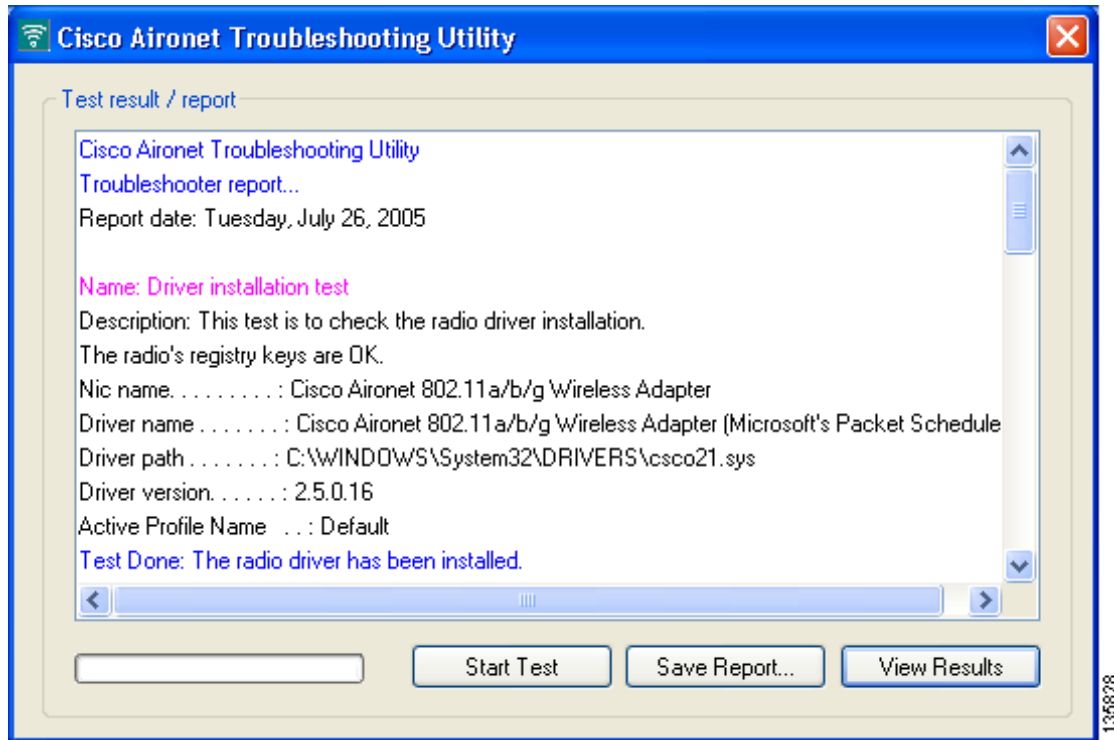 Cisco Aironet Troubleshooting Utility
Test result / report
Cisco Aironet Troubleshooting Utility
Troubleshooter report...
Report date: Tuesday, July 26, 2005
Name: Driver installation test
Description: This test is to check the radio driver installation.
The radio's registry keys are OK.
Nic name. . . . . . . . . : Cisco Aironet 802.11a/b/g Wireless Adapter
Driver name . . . . . . . : Cisco Aironet 802.11a/b/g Wireless Adapter (Microsoft's Packet Schedule
Driver path . . . . . . . : C:\WINDOWS\System32\DRIVERS\csco21.sys
Driver version. . . . . . : 2.5.0.16
Active Profile Name . . : Default
Test Done: The radio driver has been installed.
Start Test
Save Report...
View Results
135828